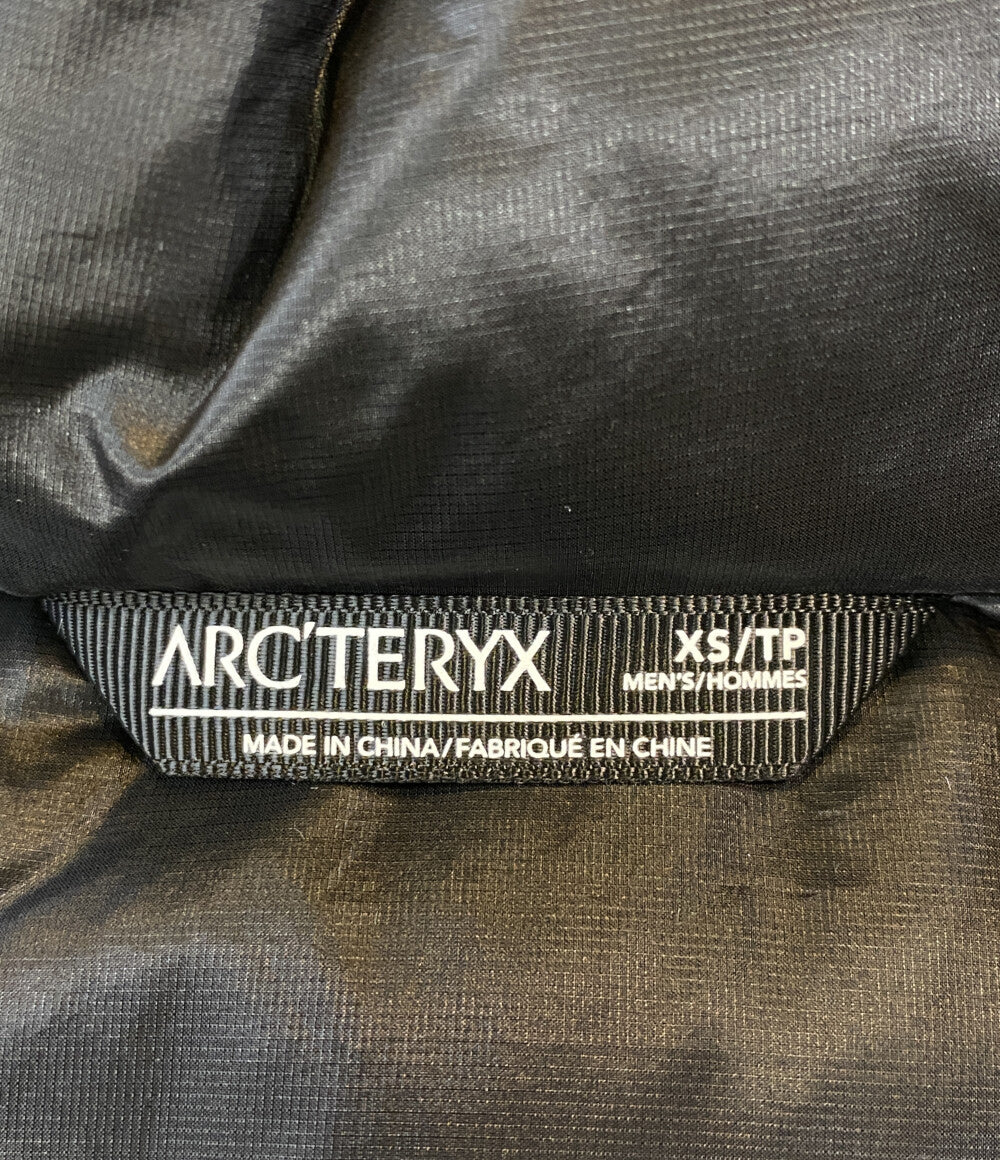 ARC'TERYX
XS/TP
MEN'S/HOMMES
MADE IN CHINA/FABRIQUÉ EN CHINE